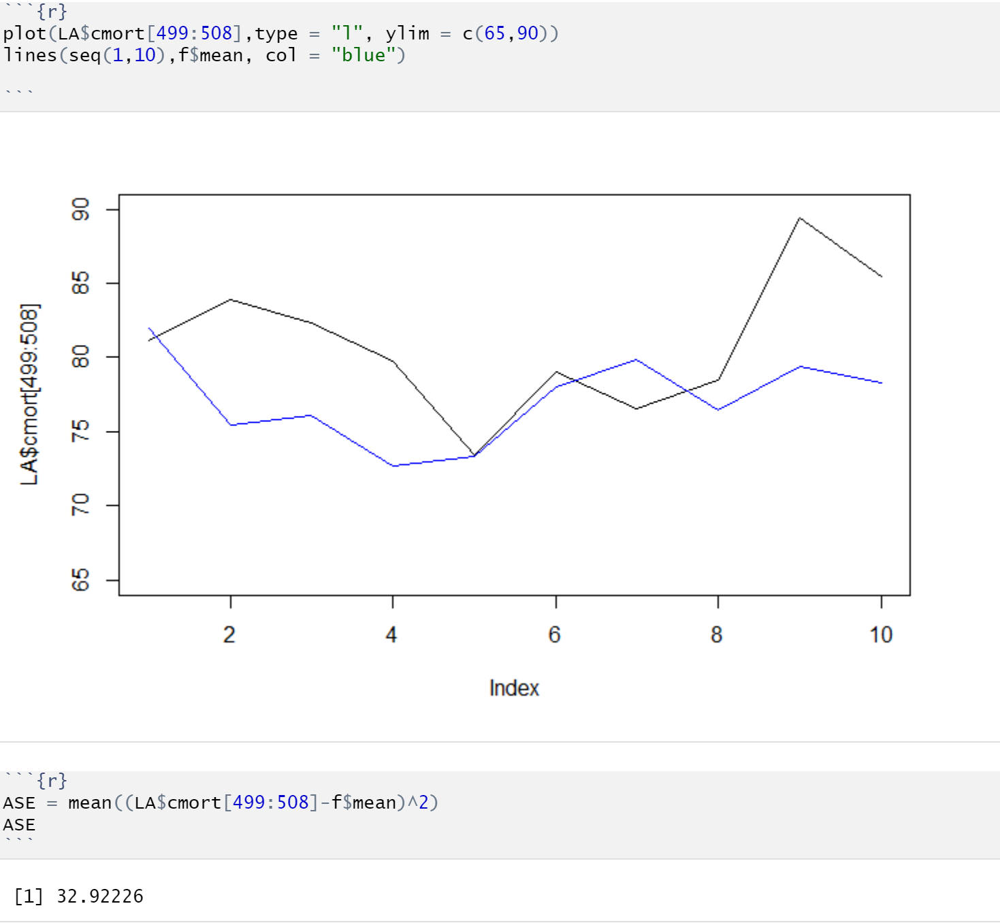 ```{r}
plot(LA$cmort[499:508],type = "l", ylim = c(65,90))
lines(seq(1,10),f$mean, col = "blue")
```
90
85
80
75
70
65
LA$cmort[499:508]
2 4 6 8 10
Index
```{r}
ASE = mean((LA$cmort[499:508]-f$mean)^2)
ASE
```
[1] 32.92226